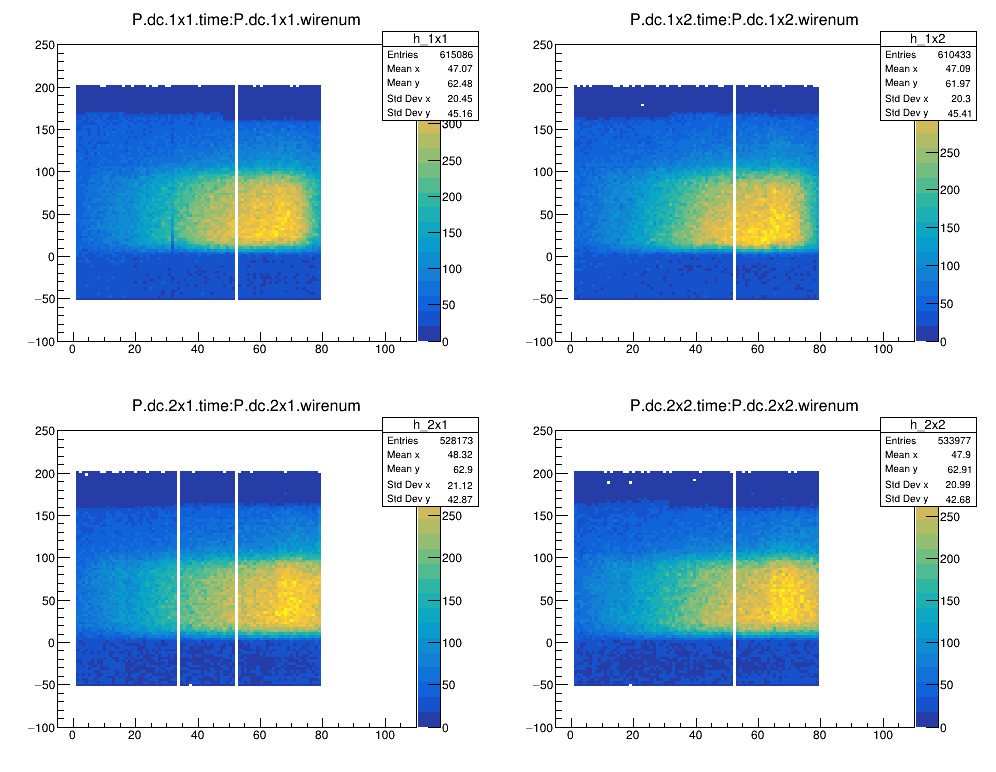 P.dc.1x1.time:P.dc.1x1.wirenum
h_1x1
Entries 615086
Mean x 47.07
Mean y 62.48
Std Dev x 20.45
Std Dev y 45.16
250
200
150
100
50
0
−50
−100
0 20 40 60 80 100
300
250
200
150
100
50
0
P.dc.1x2.time:P.dc.1x2.wirenum
h_1x2
Entries 610433
Mean x 47.09
Mean y 61.97
Std Dev x 20.3
Std Dev y 45.41
250
200
150
100
50
0
−50
−100
0 20 40 60 80 100
250
200
150
100
50
0
P.dc.2x1.time:P.dc.2x1.wirenum
h_2x1
Entries 528173
Mean x 48.32
Mean y 62.9
Std Dev x 21.12
Std Dev y 42.87
250
200
150
100
50
0
−50
−100
0 20 40 60 80 100
250
200
150
100
50
0
P.dc.2x2.time:P.dc.2x2.wirenum
h_2x2
Entries 533977
Mean x 47.9
Mean y 62.91
Std Dev x 20.99
Std Dev y 42.68
250
200
150
100
50
0
−50
−100
0 20 40 60 80 100
250
200
150
100
50
0